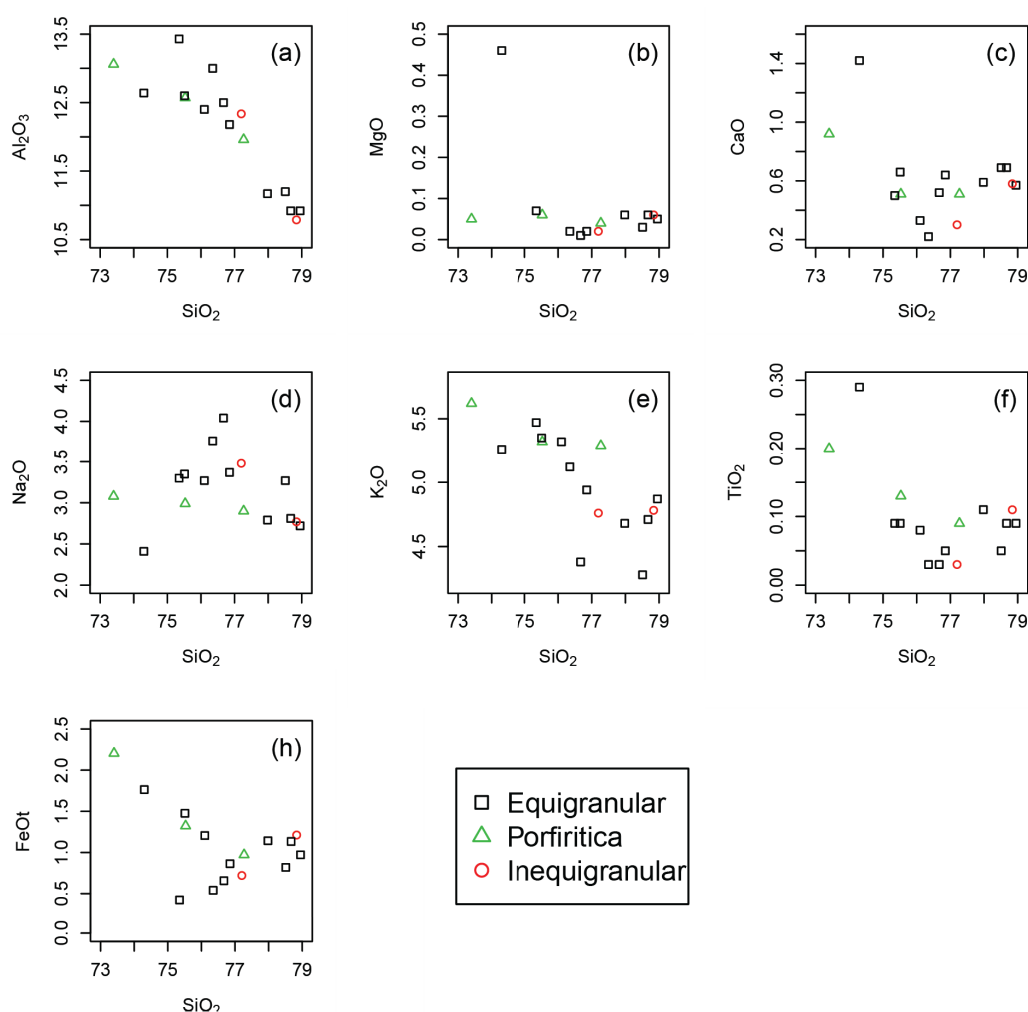 (a)
Al₂O₃
13.5
12.5
11.5
10.5
73 75 77 79
SiO₂
(b)
MgO
0.5
0.4
0.3
0.2
0.1
0.0
73 75 77 79
SiO₂
(c)
CaO
1.4
1.0
0.6
0.2
73 75 77 79
SiO₂
(d)
Na₂O
4.5
4.0
3.5
3.0
2.5
2.0
73 75 77 79
SiO₂
(e)
K₂O
5.5
5.0
4.5
73 75 77 79
SiO₂
(f)
TiO₂
0.30
0.20
0.10
0.00
73 75 77 79
SiO₂
(h)
FeOt
2.5
2.0
1.5
1.0
0.5
0.0
73 75 77 79
SiO₂
Equigranular
Porfiritica
Inequigranular